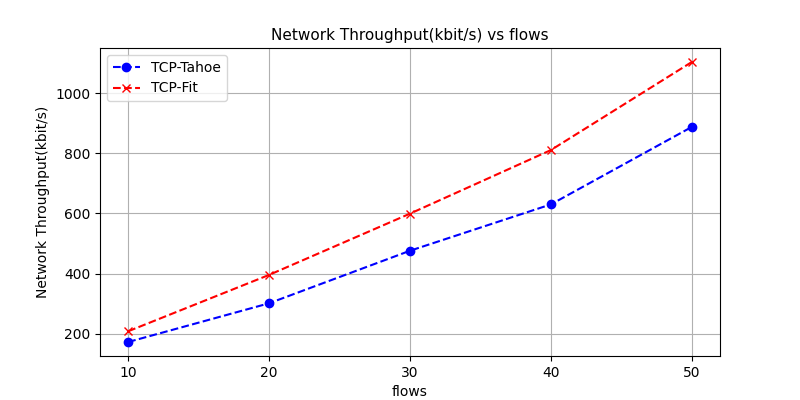 Network Throughput(kbit/s) vs flows
TCP-Tahoe
TCP-Fit
Network Throughput(kbit/s)
1000
800
600
400
200
10 20 30 40 50
flows